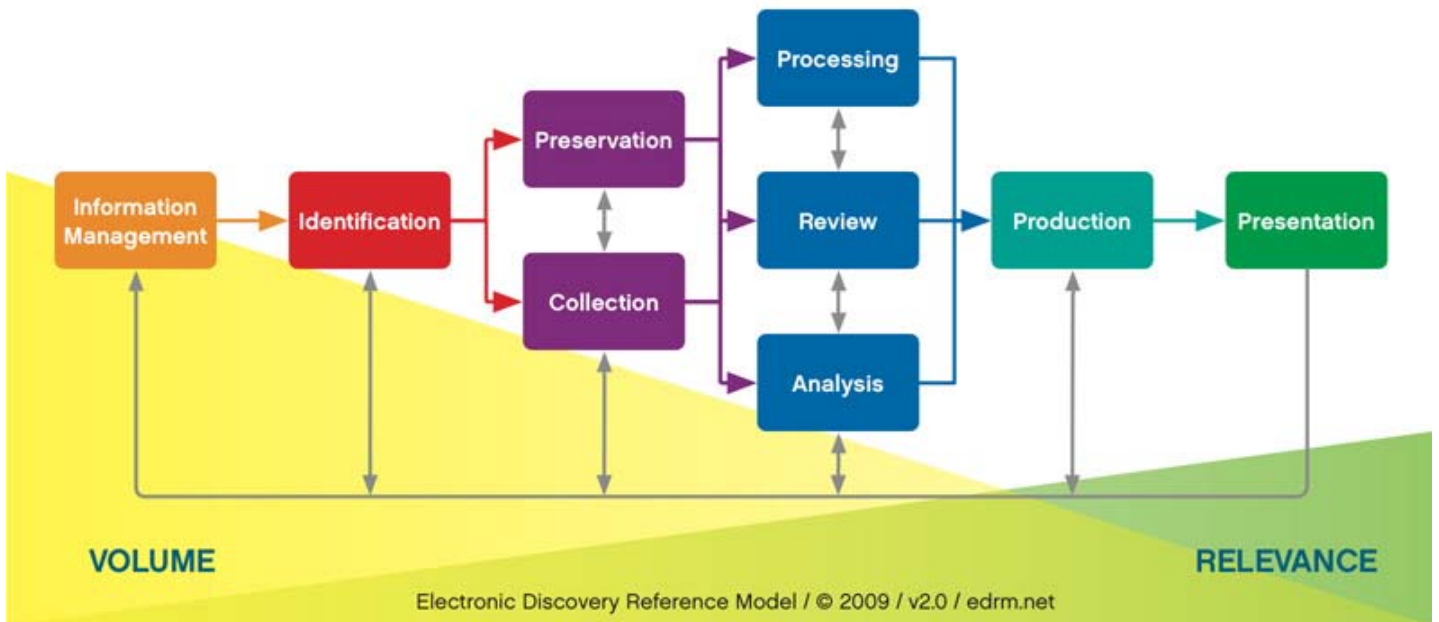 Processing
Preservation
Information
Management
Identification
Review
Production
Presentation
Collection
Analysis
VOLUME
RELEVANCE
Electronic Discovery Reference Model / © 2009 / v2.0 / edrm.net